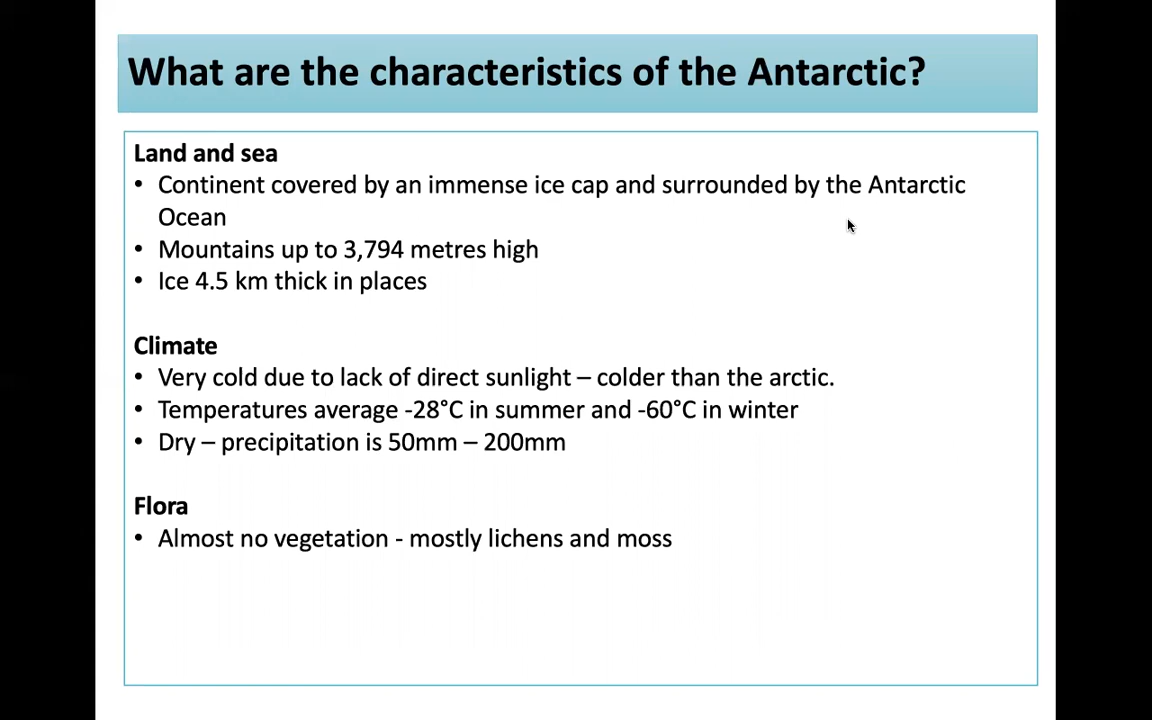 What are the characteristics of the Antarctic?
Land and sea
• Continent covered by an immense ice cap and surrounded by the Antarctic
Ocean
• Mountains up to 3,794 metres high
• Ice 4.5 km thick in places
Climate
• Very cold due to lack of direct sunlight – colder than the arctic.
• Temperatures average -28°C in summer and -60°C in winter
• Dry – precipitation is 50mm – 200mm
Flora
• Almost no vegetation - mostly lichens and moss